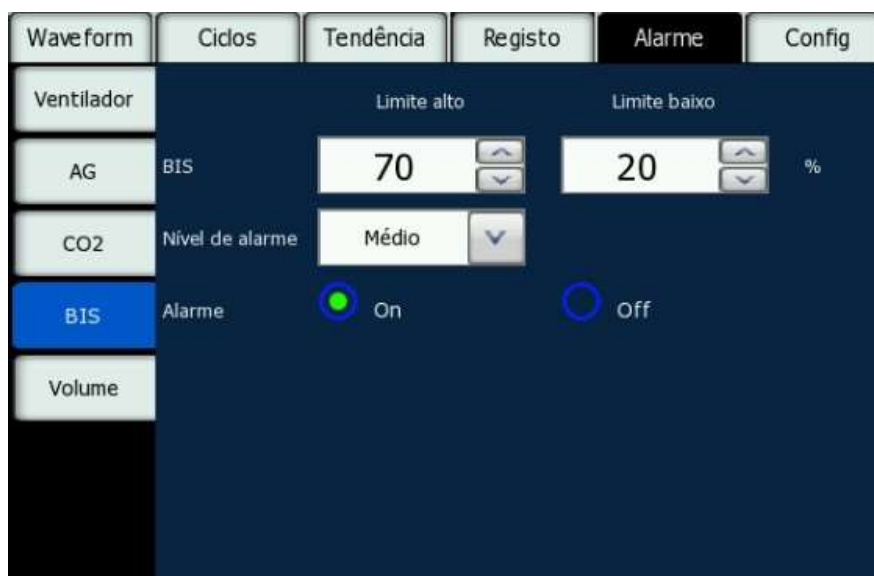 Waveform Ciclos Tendência Registo Alarme Config
Ventilador
Limite alto Limite baixo
AG
BIS 70 20 %
CO2
Nível de alarme Médio
BIS
Alarme On Off
Volume